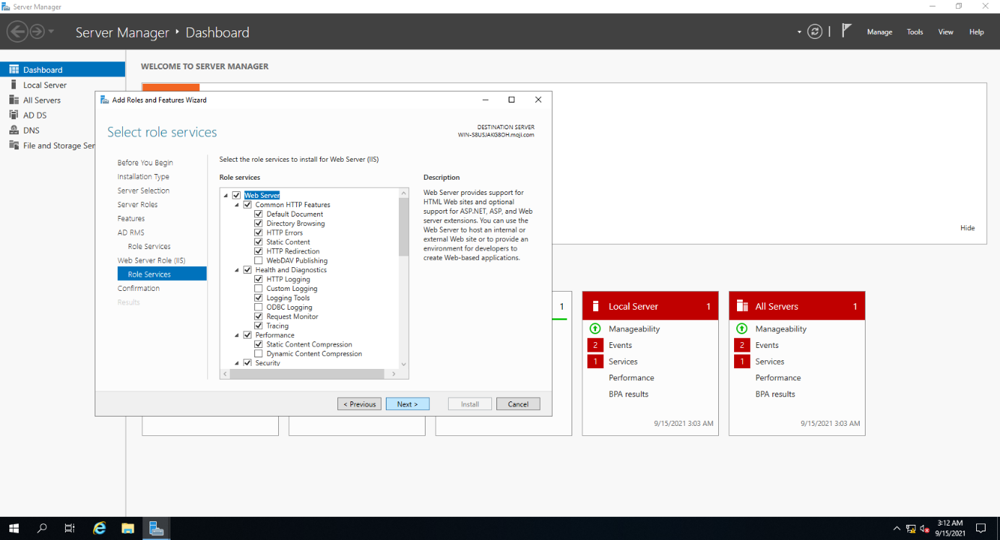 Server Manager
Server Manager • Dashboard
Manage
Tools
View
Help
Dashboard
Local Server
All Servers
AD DS
DNS
File and Storage Ser
WELCOME TO SERVER MANAGER
Hide
Add Roles and Features Wizard
Select role services
DESTINATION SERVER
WIN-S8USJAKG8OH.moji.com
Before You Begin
Installation Type
Server Selection
Server Roles
Features
AD RMS
Role Services
Web Server Role (IIS)
Role Services
Confirmation
Results
Select the role services to install for Web Server (IIS)
Role services
Web Server
Common HTTP Features
Default Document
Directory Browsing
HTTP Errors
Static Content
HTTP Redirection
WebDAV Publishing
Health and Diagnostics
HTTP Logging
Custom Logging
Logging Tools
ODBC Logging
Request Monitor
Tracing
Performance
Static Content Compression
Dynamic Content Compression
Security
Description
Web Server provides support for
HTML Web sites and optional
support for ASP.NET, ASP, and Web
server extensions. You can use the
Web Server to host an internal or
external Web site or to provide an
environment for developers to
create Web-based applications.
< Previous
Next >
Install
Cancel
1
Local Server 1
Manageability
2 Events
1 Services
Performance
BPA results
9/15/2021 3:03 AM
All Servers 1
Manageability
2 Events
1 Services
Performance
BPA results
9/15/2021 3:03 AM
3:12 AM
9/15/2021